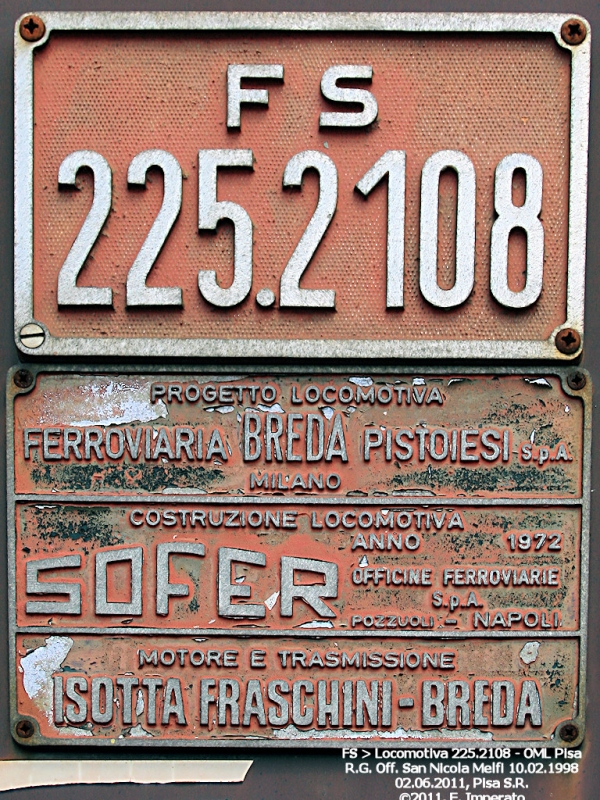 FS
225.2108
PROGETTO LOCOMOTIVA
FERROVIARIA BREDA PISTOIESI S.p.A.
MILANO
COSTRUZIONE LOCOMOTIVA
ANNO 1972
SOFER
OFFICINE FERROVIARIE
S.p.A.
POZZUOLI - NAPOLI
MOTORE E TRASMISSIONE
ISOTTA FRASCHINI-BREDA
FS > Locomotiva 225.2108 - OML Pisa
R.G. Off. San Nicola Melfi 10.02.1998
02.06.2011, Pisa S.R.
©2011, E. Imperato